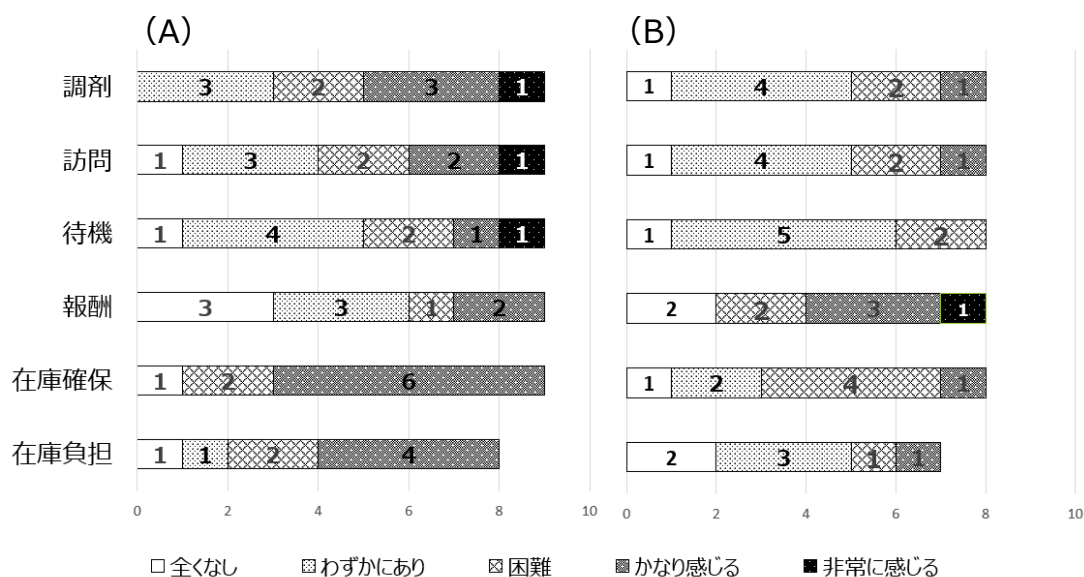 (A) (B)
調剤 3 2 3 1 1 4 2 1
訪問 1 3 2 2 1 1 4 2 1
待機 1 4 2 1 1 1 5 2
報酬 3 3 1 2 2 2 3 1
在庫確保 1 2 6 1 2 4 1
在庫負担 1 1 2 4 2 3 1 1
0 2 4 6 8 10 0 2 4 6 8 10
全くなし わずかにあり 困難 かなり感じる 非常に感じる